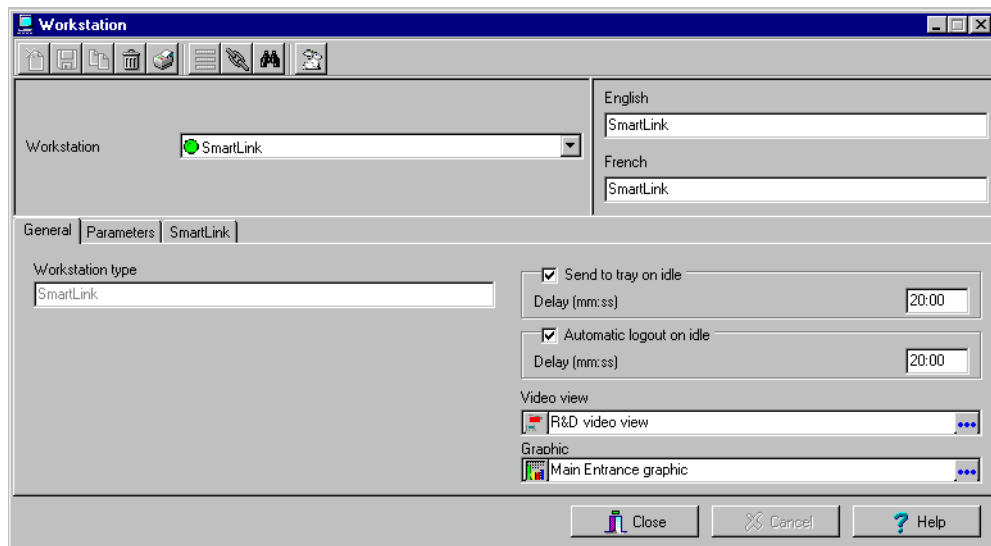 Workstation
English
SmartLink
Workstation
SmartLink
French
SmartLink
General
Parameters
SmartLink
Workstation type
SmartLink
Send to tray on idle
Delay (mm:ss)
20:00
Automatic logout on idle
Delay (mm:ss)
20:00
Video view
R&D video view
Graphic
Main Entrance graphic
Close
Cancel
Help